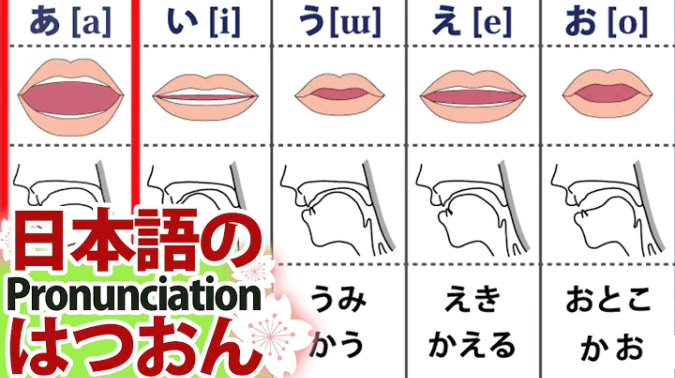 あ [a] い [i] う[ɯ] え [e] お [o]
うみ えき おとこ
かう かえる かお
日本語の
Pronunciation
はつおん